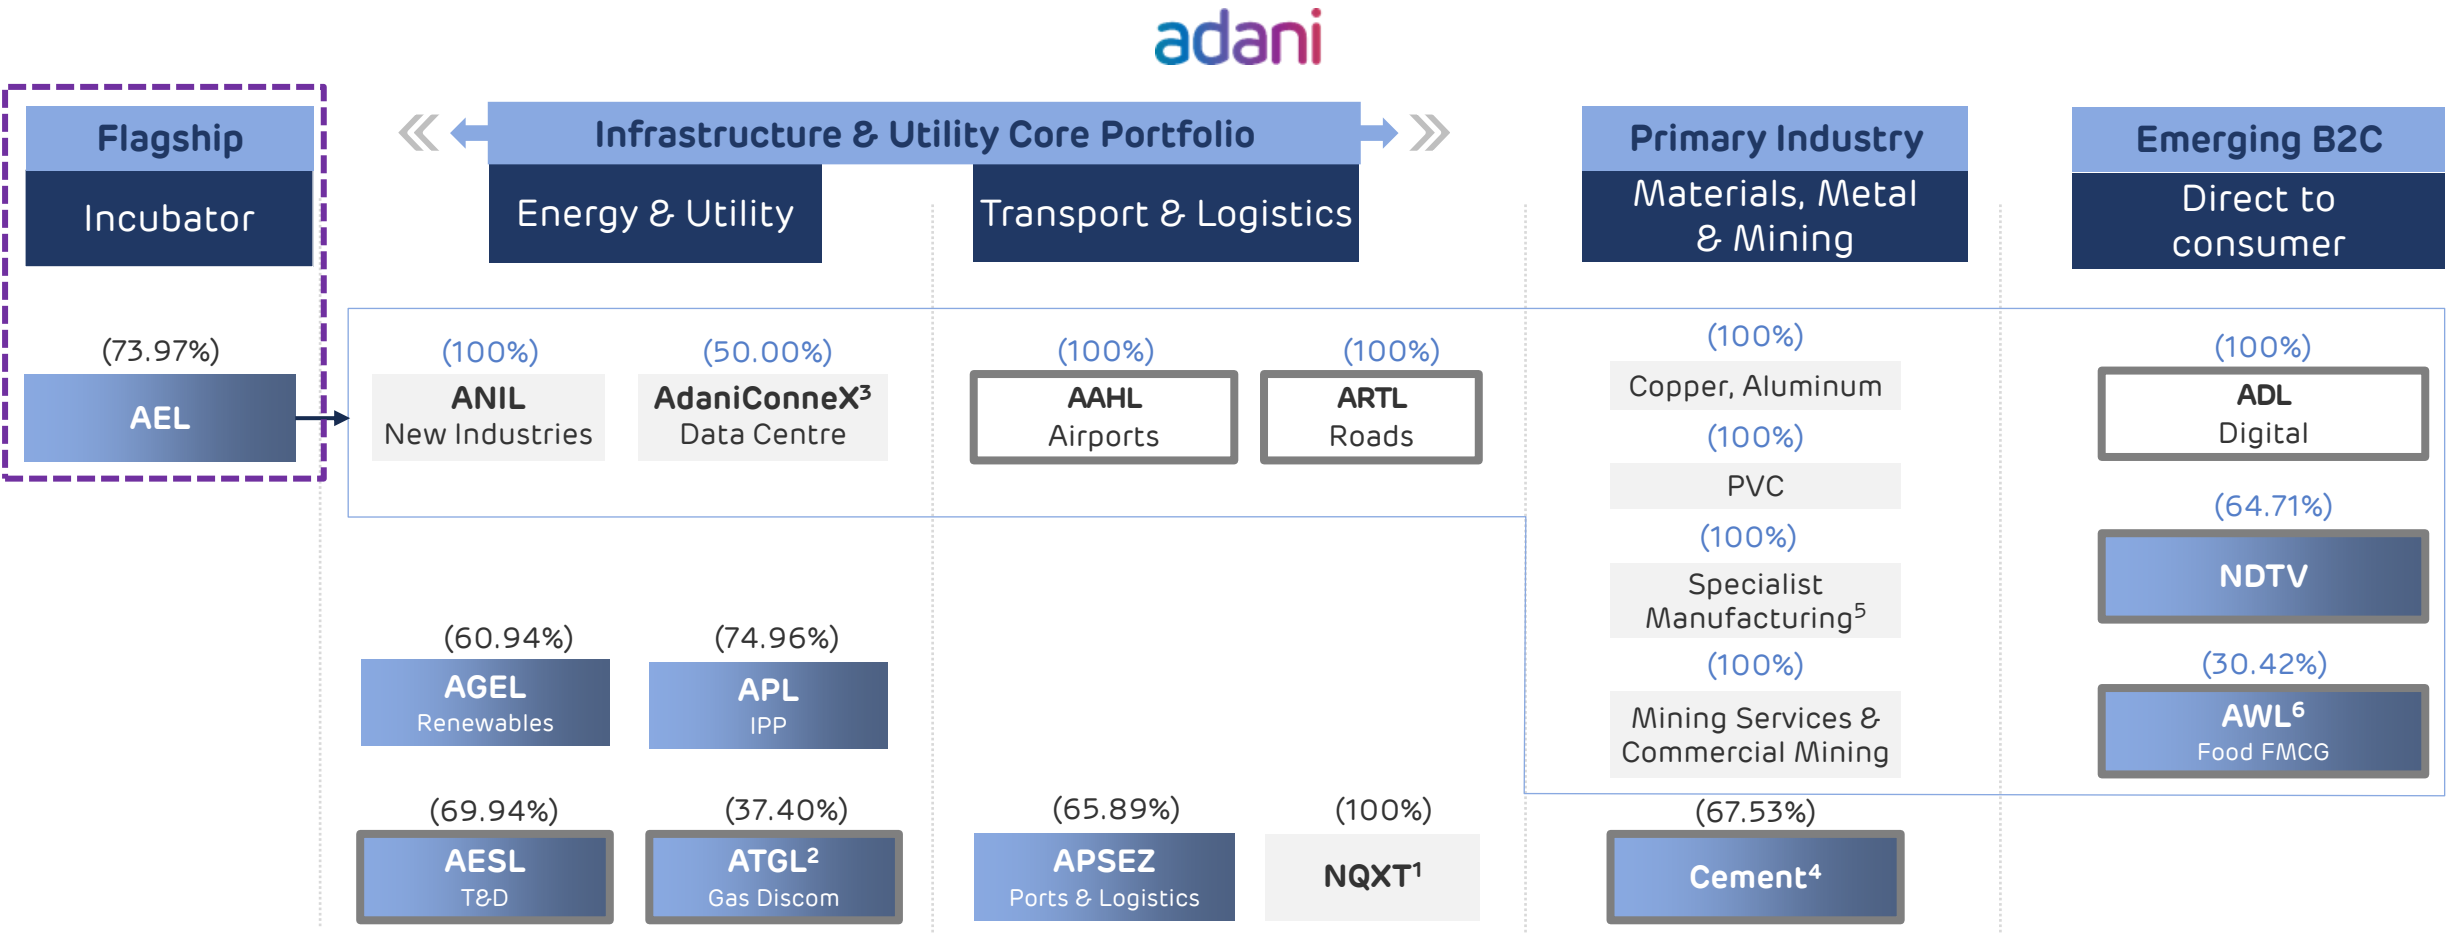 adani
Flagship
Incubator
Infrastructure & Utility Core Portfolio
Energy & Utility
Transport & Logistics
Primary Industry
Materials, Metal
& Mining
Emerging B2C
Direct to
consumer
(73.97%)
AEL
(100%)
ANIL
New Industries
(50.00%)
AdaniConneX³
Data Centre
(100%)
AAHL
Airports
(100%)
ARTL
Roads
(100%)
Copper, Aluminum
(100%)
PVC
(100%)
Specialist
Manufacturing⁵
(100%)
Mining Services &
Commercial Mining
(100%)
ADL
Digital
(64.71%)
NDTV
(30.42%)
AWL⁶
Food FMCG
(60.94%)
AGEL
Renewables
(74.96%)
APL
IPP
(69.94%)
AESL
T&D
(37.40%)
ATGL²
Gas Discom
(65.89%)
APSEZ
Ports & Logistics
(100%)
NQXT¹
(67.53%)
Cement⁴